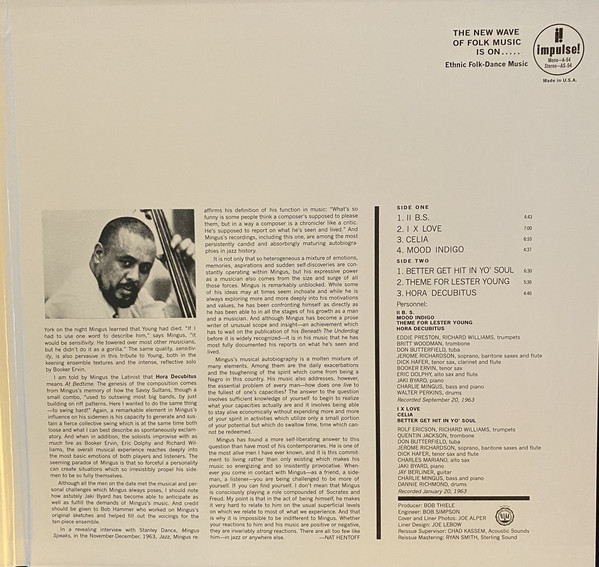 THE NEW WAVE
OF FOLK MUSIC
IS ON.....
Ethnic Folk-Dance Music
impulse!
Mono—A-54
Stereo—AS-54
Made in U.S.A.
York on the night Mingus learned that Young had died. "If I
had to use one word to describe him," says Mingus, "it
would be sensitivity. He towered over most other musicians,
but he didn't do it as a gorilla." The same quality, sensitiv-
ity, is also pervasive in this tribute to Young, both in the
keening ensemble textures and the intense, reflective solo
by Booker Ervin.
I am told by Mingus the Latinist that Hora Decubitus
means At Bedtime. The genesis of the composition comes
from Mingus's memory of how the Savoy Sultans, though a
small combo, "used to outswing most big bands, by just
building on riff patterns. Here I wanted to do the same thing
—to swing hard!" Again, a remarkable element in Mingus's
influence on his sidemen is his capacity to generate and sus-
tain a fierce collective swing which is at the same time both
loose and what I can best describe as spontaneously exclam-
atory. And when in addition, the soloists improvise with as
much fire as Booker Ervin, Eric Dolphy and Richard Wil-
liams, the overall musical experience reaches deeply into
the most basic emotions of both players and listeners. The
seeming paradox of Mingus is that so forceful a personality
can create situations which so irresistibly propel his side-
men to be so fully themselves.
Although all the men on the date met the musical and per-
sonal challenges which Mingus always poses, I should note
how astutely Jaki Byard has become able to anticipate as
well as fulfill the demands of Mingus's music. And credit
should be given to Bob Hammer who worked on Mingus's
original sketches and helped fill out the voicings for the
ten-piece ensemble.
In a revealing interview with Stanley Dance, Mingus
Speaks, in the November-December, 1963, Jazz, Mingus re-
affirms his definition of his function in music: "What's so
funny is some people think a composer's supposed to please
them, but in a way a composer is a chronicler like a critic.
He's supposed to report on what he's seen and lived." And
Mingus's recordings, including this one, are among the most
persistently candid and absorbingly maturing autobiogra-
phies in jazz history.
It is not only that so heterogeneous a mixture of emotions,
memories, aspirations and sudden self-discoveries are con-
stantly operating within Mingus, but his expressive power
as a musician also comes from the size and surge of all
those forces. Mingus is remarkably unblocked. While some
of his ideas may at times seem inchoate and while he is
always exploring more and more deeply into his motivations
and values, he has been confronting himself as directly as
he has been able to in all the stages of his growth as a man
and a musician. And although Mingus has become a prose
writer of unusual scope and insight—an achievement which
has to wait on the publication of his Beneath The Underdog
before it is widely recognized—it is in his music that he has
most fully documented his reports on what he's seen and
lived.
Mingus's musical autobiography is a molten mixture of
many elements. Among them are the daily exacerbations
and the toughening of the spirit which come from being a
Negro in this country. His music also addresses, however,
the essential problem of every man—how does one live to
the fullest of one's capacities? The answer to the question
involves sufficient knowledge of yourself to begin to realize
what your capacities actually are and it involves being able
to stay alive economically without expending more and more
of your spirit in activities which utilize only a small portion
of your potential but which do swallow time, time which can-
not be redeemed.
Mingus has found a more self-liberating answer to this
question than have most of his contemporaries. He is one of
the most alive men I have ever known, and it is this commit-
ment to living rather than only existing which makes his
music so energizing and so insistently provocative. When-
ever you come in contact with Mingus—as a friend, a side-
man, a listener—you are being challenged to be more of
yourself. If you can find yourself. I don't mean that Mingus
is consciously playing a role compounded of Socrates and
Freud. My point is that in the act of being himself, he makes
it very hard to relate to him on the usual superficial levels
on which we relate to most of what we experience. And that
is why it is impossible to be indifferent to Mingus. Whether
your reactions to him and his music are positive or negative,
they are invariably strong reactions. There are all too few like
him—in jazz or anywhere else. —NAT HENTOFF
SIDE ONE
1. II B.S. 4:43
2. I X LOVE 7:00
3. CELIA 6:33
4. MOOD INDIGO 4:37
SIDE TWO
1. BETTER GET HIT IN YO' SOUL 6:30
2. THEME FOR LESTER YOUNG 5:36
3. HORA DECUBITUS 4:40
Personnel:
II B.S.
MOOD INDIGO
THEME FOR LESTER YOUNG
HORA DECUBITUS
EDDIE PRESTON, RICHARD WILLIAMS, trumpets
BRITT WOODMAN, trombone
DON BUTTERFIELD, tuba
JEROME RICHARDSON, soprano, baritone saxes and flute
DICK HAFER, tenor sax, clarinet and flute
BOOKER ERVIN, tenor sax
ERIC DOLPHY, alto sax and flute
JAKI BYARD, piano
CHARLIE MINGUS, bass and piano
WALTER PERKINS, drums
Recorded September 20, 1963
I X LOVE
CELIA
BETTER GET HIT IN YO' SOUL
ROLF ERICSON, RICHARD WILLIAMS, trumpets
QUENTIN JACKSON, trombone
DON BUTTERFIELD, tuba
JEROME RICHARDSON, soprano, baritone saxes and flute
DICK HAFER, tenor sax and flute
ERIC DOLPHY, alto sax and flute
CHARLES MARIANO, alto sax
JAKI BYARD, piano
JAY BERLINER, guitar
CHARLIE MINGUS, bass and piano
DANNIE RICHMOND, drums
Recorded January 20, 1963
Producer: BOB THIELE
Engineer: BOB SIMPSON
Cover and Liner Photos: JOE ALPER
Liner Design: JOE LEBOW
Reissue Supervisor: CHAD KASSEM, Acoustic Sounds
Reissue Mastering: RYAN SMITH, Sterling Sound